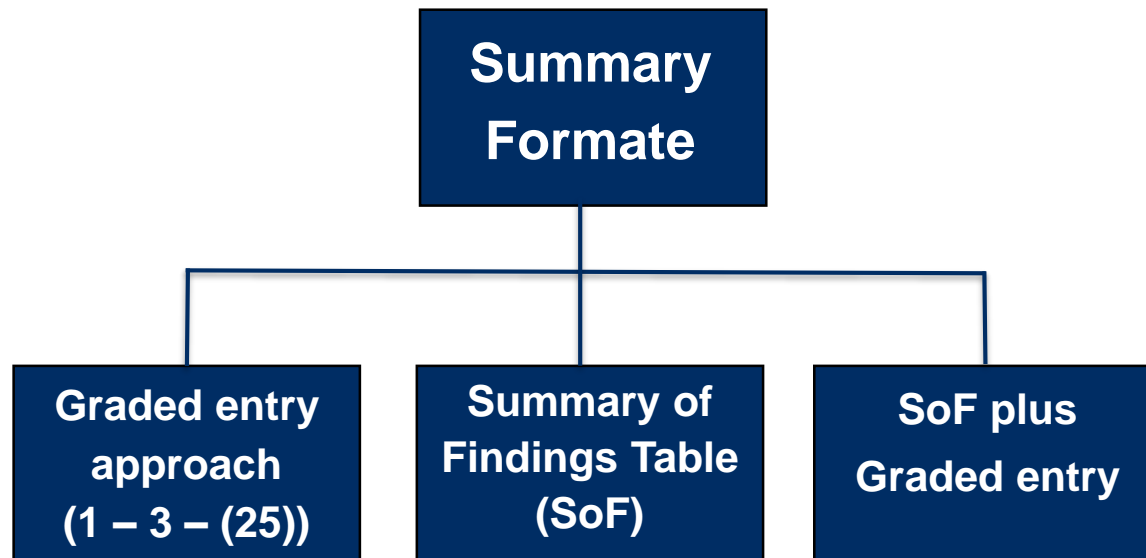 Summary
Formate
Graded entry
approach
(1 – 3 – (25))
Summary of
Findings Table
(SoF)
SoF plus
Graded entry